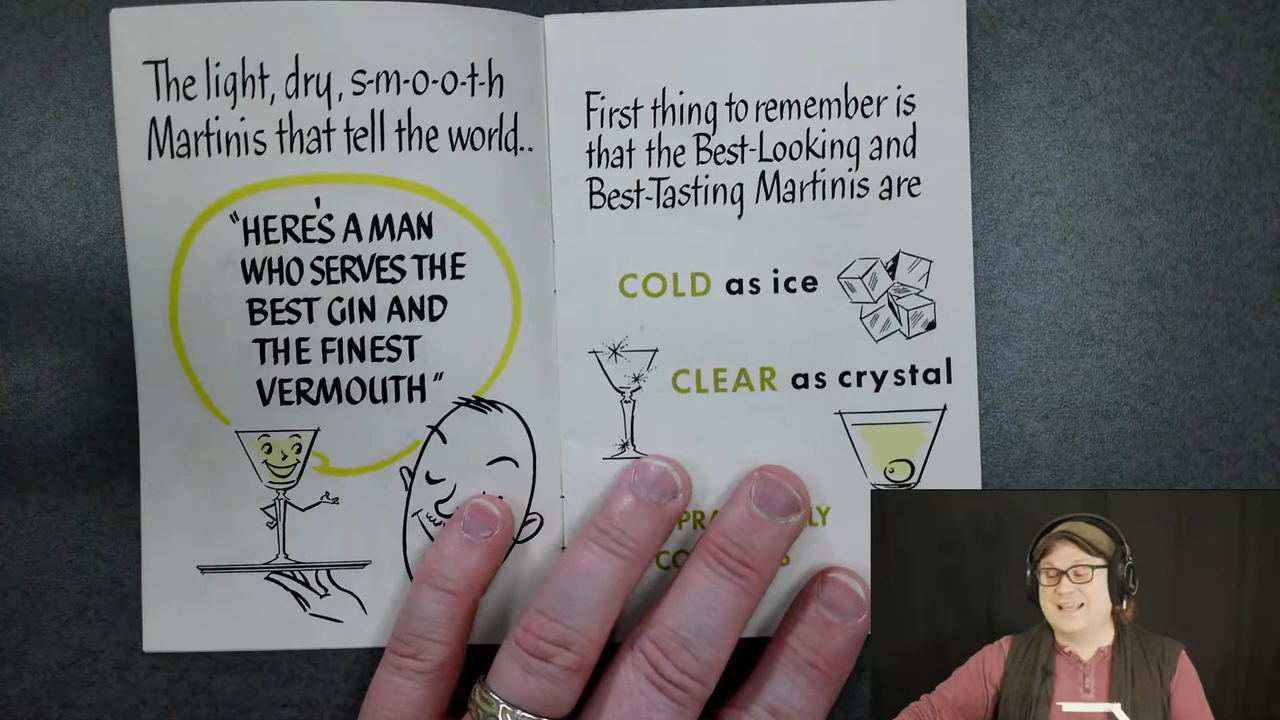 The light, dry, s-m-o-o-t-h
Martinis that tell the world..
"HERE'S A MAN
WHO SERVES THE
BEST GIN AND
THE FINEST
VERMOUTH"
First thing to remember is
that the Best-Looking and
Best-Tasting Martinis are
COLD as ice
CLEAR as crystal